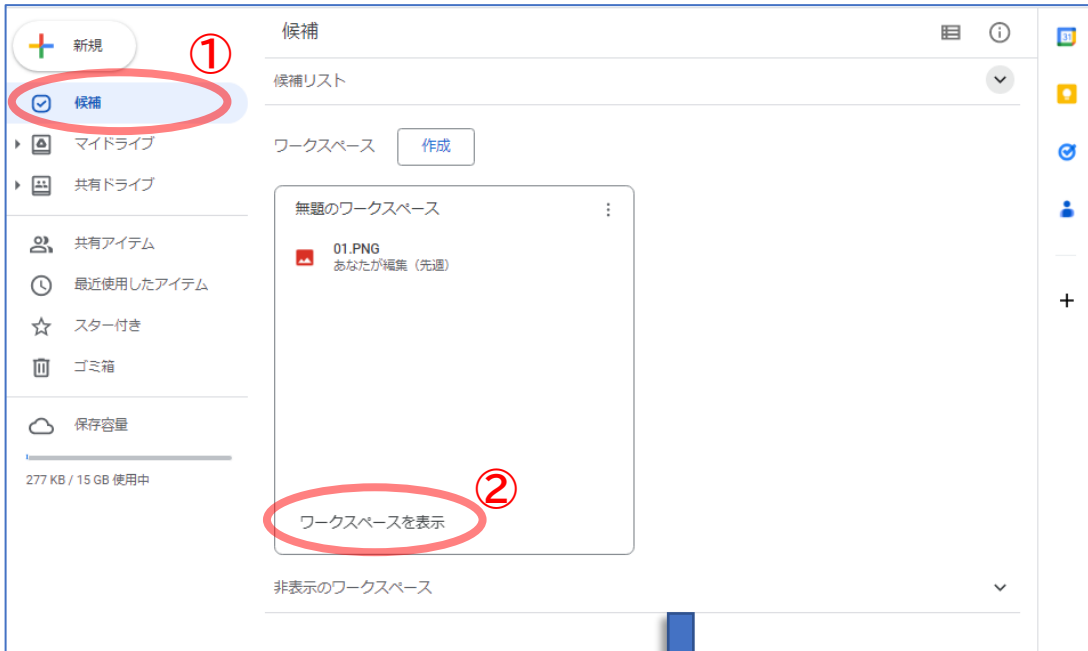 新規
①
候補
マイドライブ
共有ドライブ
共有アイテム
最近使用したアイテム
スター付き
ゴミ箱
保存容量
277 KB / 15 GB 使用中
候補
候補リスト
ワークスペース 作成
無題のワークスペース
01.PNG
あなたが編集（先週）
②
ワークスペースを表示
非表示のワークスペース
31